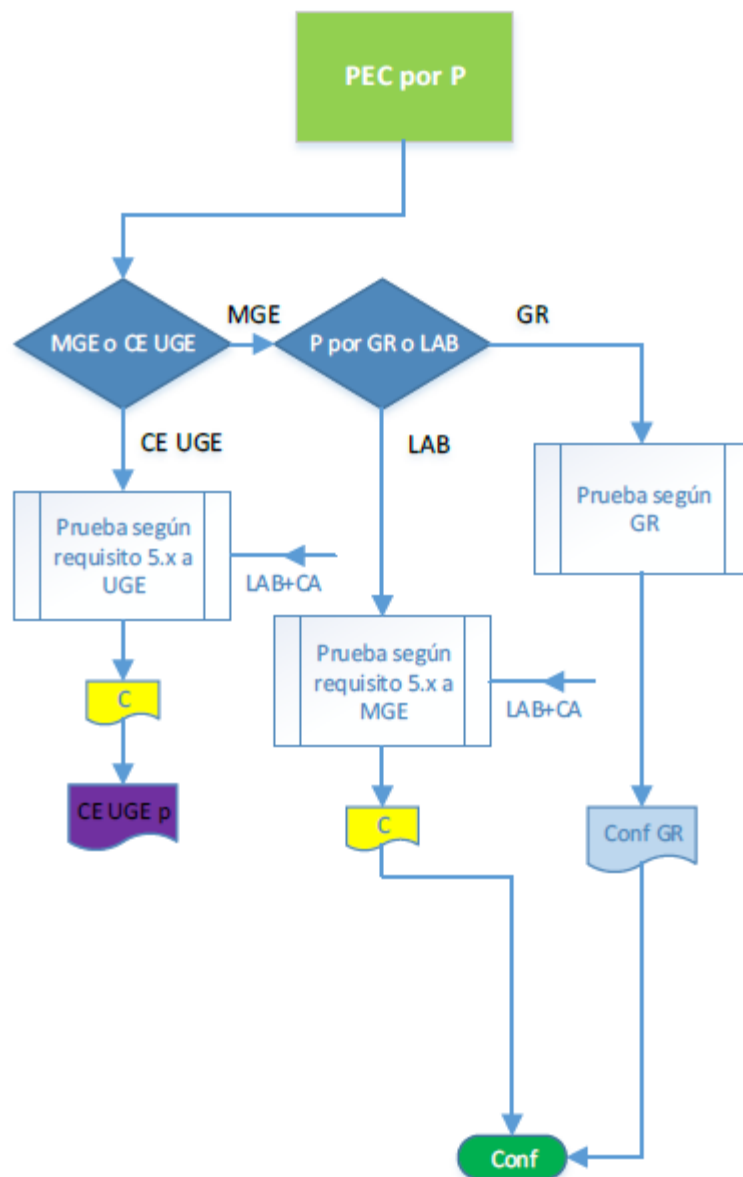 PEC por P
MGE
GR
MGE o CE UGE
P por GR o LAB
CE UGE
LAB
Prueba según
requisito 5.x a
UGE
LAB+CA
Prueba según
GR
Prueba según
requisito 5.x a
MGE
LAB+CA
C
CE UGE p
C
Conf GR
Conf